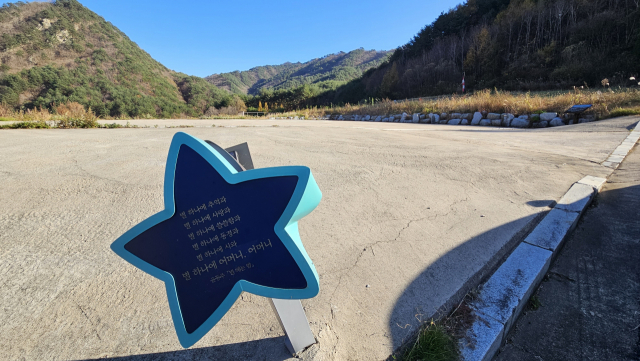 별 하나에 추억과
별 하나에 사랑과
별 하나에 쓸쓸함과
별 하나에 동경과
별 하나에 시와
별 하나에 어머니, 어머니